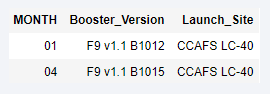 MONTH Booster_Version Launch_Site
01 F9 v1.1 B1012 CCAFS LC-40
04 F9 v1.1 B1015 CCAFS LC-40